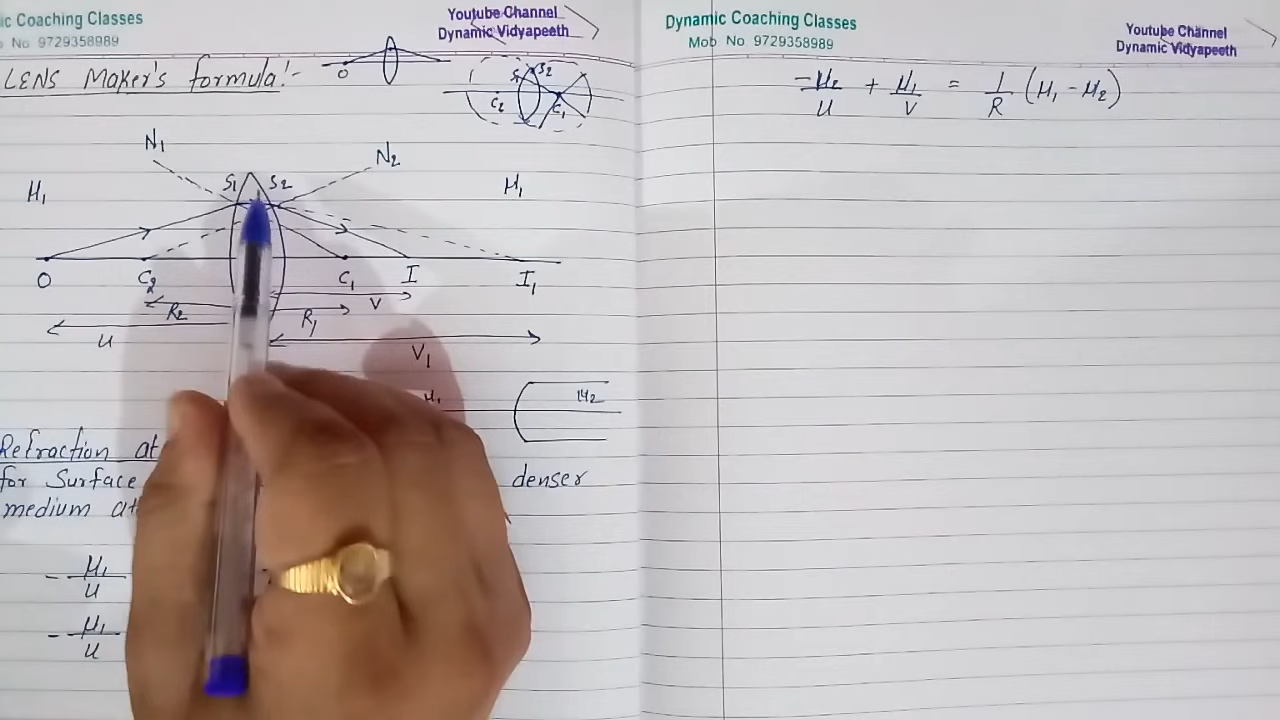 ic Coaching Classes
No 9729358989
Youtube Channel
Dynamic Vidyapeeth
LENS Maker's formula:-
O
S1 S2
C2 C1
N1
N2
S1 S2
μ1 μ1
O C2 C1 I I1
R2 R1 V
u
V1
μ1 μ2
Refraction at
for Surface denser
medium at
- μ1/u
- μ1/u
Dynamic Coaching Classes
Mob No 9729358989
Youtube Channel
Dynamic Vidyapeeth
-μ2/u + μ1/v = 1/R (μ1 - μ2)